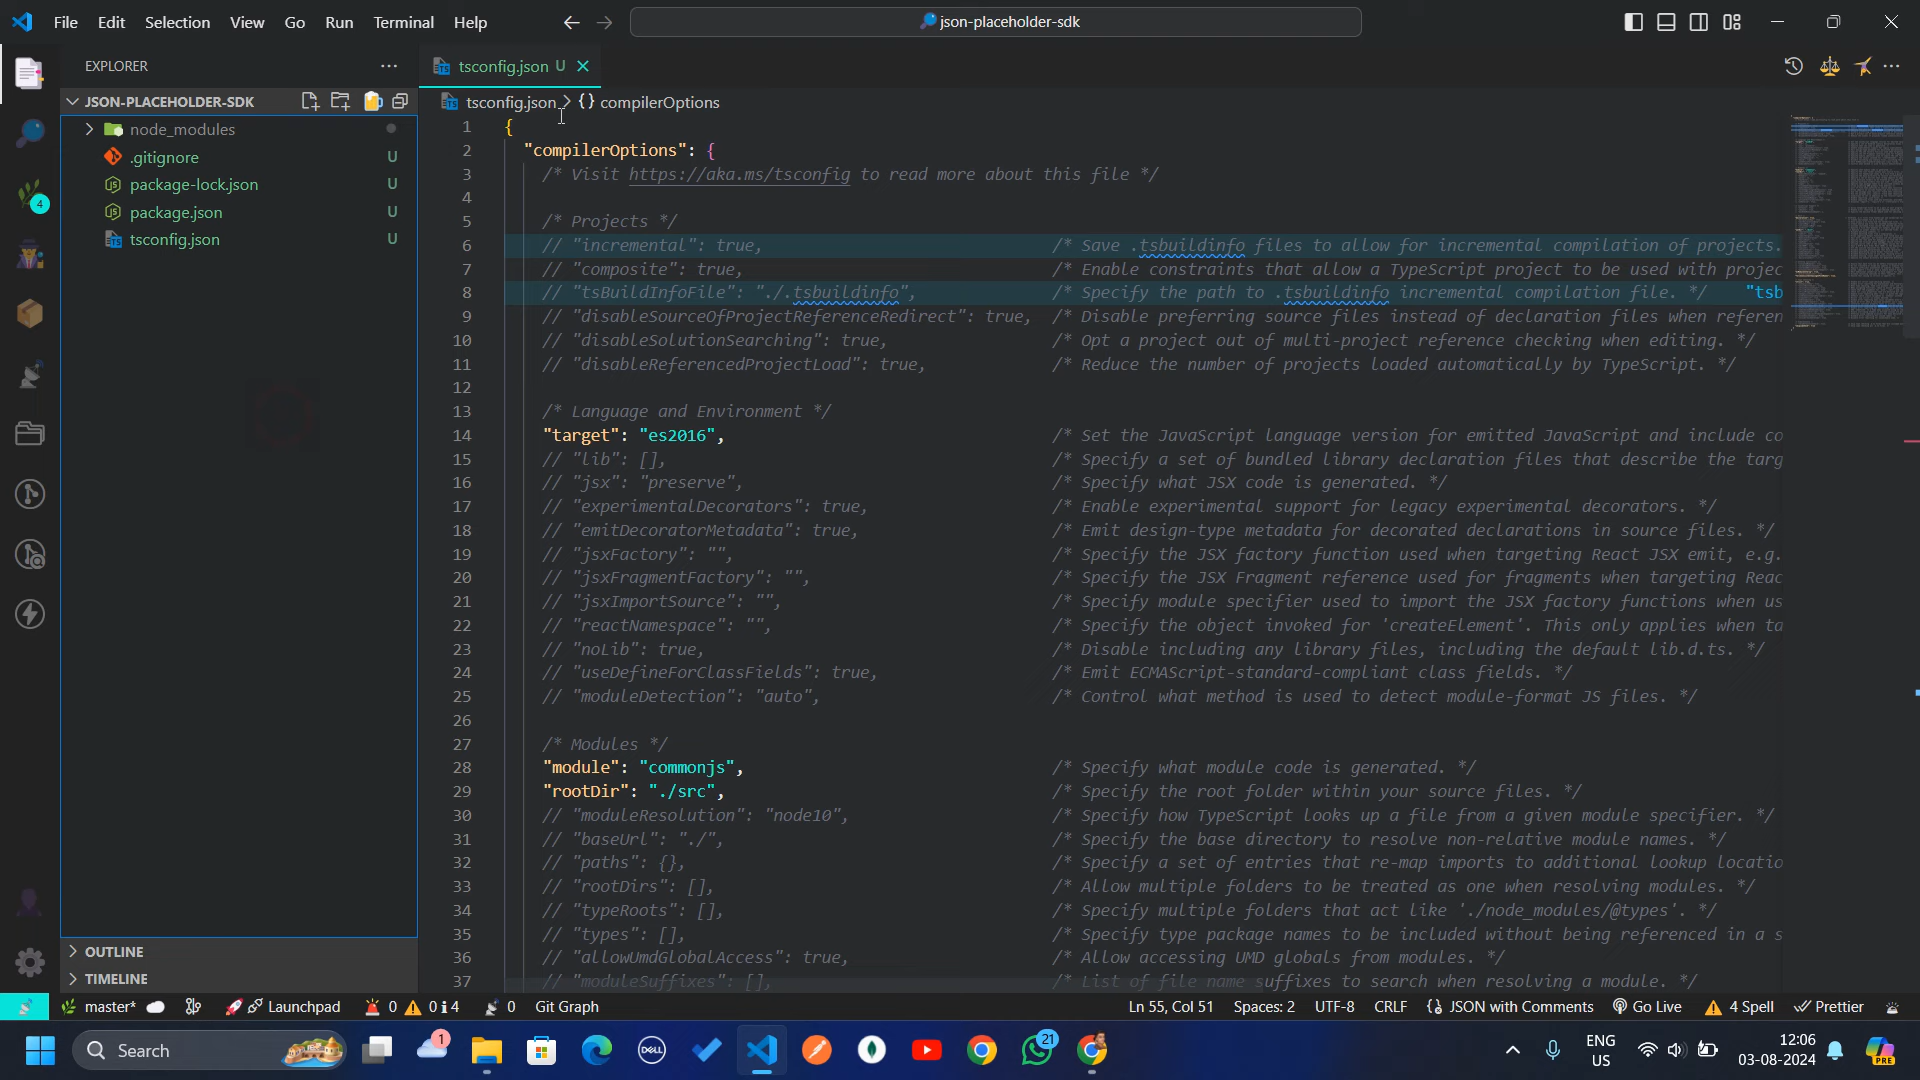 File Edit Selection View Go Run Terminal Help
json-placeholder-sdk
EXPLORER
JSON-PLACEHOLDER-SDK
node_modules
.gitignore U
package-lock.json U
package.json U
tsconfig.json U
4
OUTLINE
TIMELINE
TS tsconfig.json U
TS tsconfig.json > {} compilerOptions
1 {
2 "compilerOptions": {
3 /* Visit https://aka.ms/tsconfig to read more about this file */
4
5 /* Projects */
6 // "incremental": true, /* Save .tsbuildinfo files to allow for incremental compilation of projects.
7 // "composite": true, /* Enable constraints that allow a TypeScript project to be used with projec
8 // "tsBuildInfoFile": "./.tsbuildinfo", /* Specify the path to .tsbuildinfo incremental compilation file. */ "tsb
9 // "disableSourceOfProjectReferenceRedirect": true, /* Disable preferring source files instead of declaration files when referen
10 // "disableSolutionSearching": true, /* Opt a project out of multi-project reference checking when editing. */
11 // "disableReferencedProjectLoad": true, /* Reduce the number of projects loaded automatically by TypeScript. */
12
13 /* Language and Environment */
14 "target": "es2016", /* Set the JavaScript language version for emitted JavaScript and include co
15 // "lib": [], /* Specify a set of bundled library declaration files that describe the targ
16 // "jsx": "preserve", /* Specify what JSX code is generated. */
17 // "experimentalDecorators": true, /* Enable experimental support for legacy experimental decorators. */
18 // "emitDecoratorMetadata": true, /* Emit design-type metadata for decorated declarations in source files. */
19 // "jsxFactory": "", /* Specify the JSX factory function used when targeting React JSX emit, e.g.
20 // "jsxFragmentFactory": "", /* Specify the JSX Fragment reference used for fragments when targeting Reac
21 // "jsxImportSource": "", /* Specify module specifier used to import the JSX factory functions when us
22 // "reactNamespace": "", /* Specify the object invoked for 'createElement'. This only applies when ta
23 // "noLib": true, /* Disable including any library files, including the default lib.d.ts. */
24 // "useDefineForClassFields": true, /* Emit ECMAScript-standard-compliant class fields. */
25 // "moduleDetection": "auto", /* Control what method is used to detect module-format JS files. */
26
27 /* Modules */
28 "module": "commonjs", /* Specify what module code is generated. */
29 "rootDir": "./src", /* Specify the root folder within your source files. */
30 // "moduleResolution": "node10", /* Specify how TypeScript looks up a file from a given module specifier. */
31 // "baseUrl": "./", /* Specify the base directory to resolve non-relative module names. */
32 // "paths": {}, /* Specify a set of entries that re-map imports to additional lookup locatio
33 // "rootDirs": [], /* Allow multiple folders to be treated as one when resolving modules. */
34 // "typeRoots": [], /* Specify multiple folders that act like './node_modules/@types'. */
35 // "types": [], /* Specify type package names to be included without being referenced in a s
36 // "allowUmdGlobalAccess": true, /* Allow accessing UMD globals from modules. */
37 // "moduleSuffixes": [], /* List of file name suffixes to search when resolving a module. */
master* Launchpad 0 0 4 0 Git Graph Ln 55, Col 51 Spaces: 2 UTF-8 CRLF {} JSON with Comments Go Live 4 Spell Prettier
Search 1 DELL 21 ENG US 12:06 03-08-2024 PRE